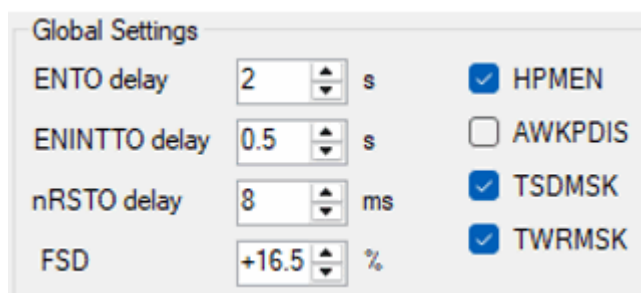 Global Settings
ENTO delay 2 s HPMEN
ENINTTO delay 0.5 s AWKPDIS
nRSTO delay 8 ms TSDMSK
FSD +16.5 % TWRMSK